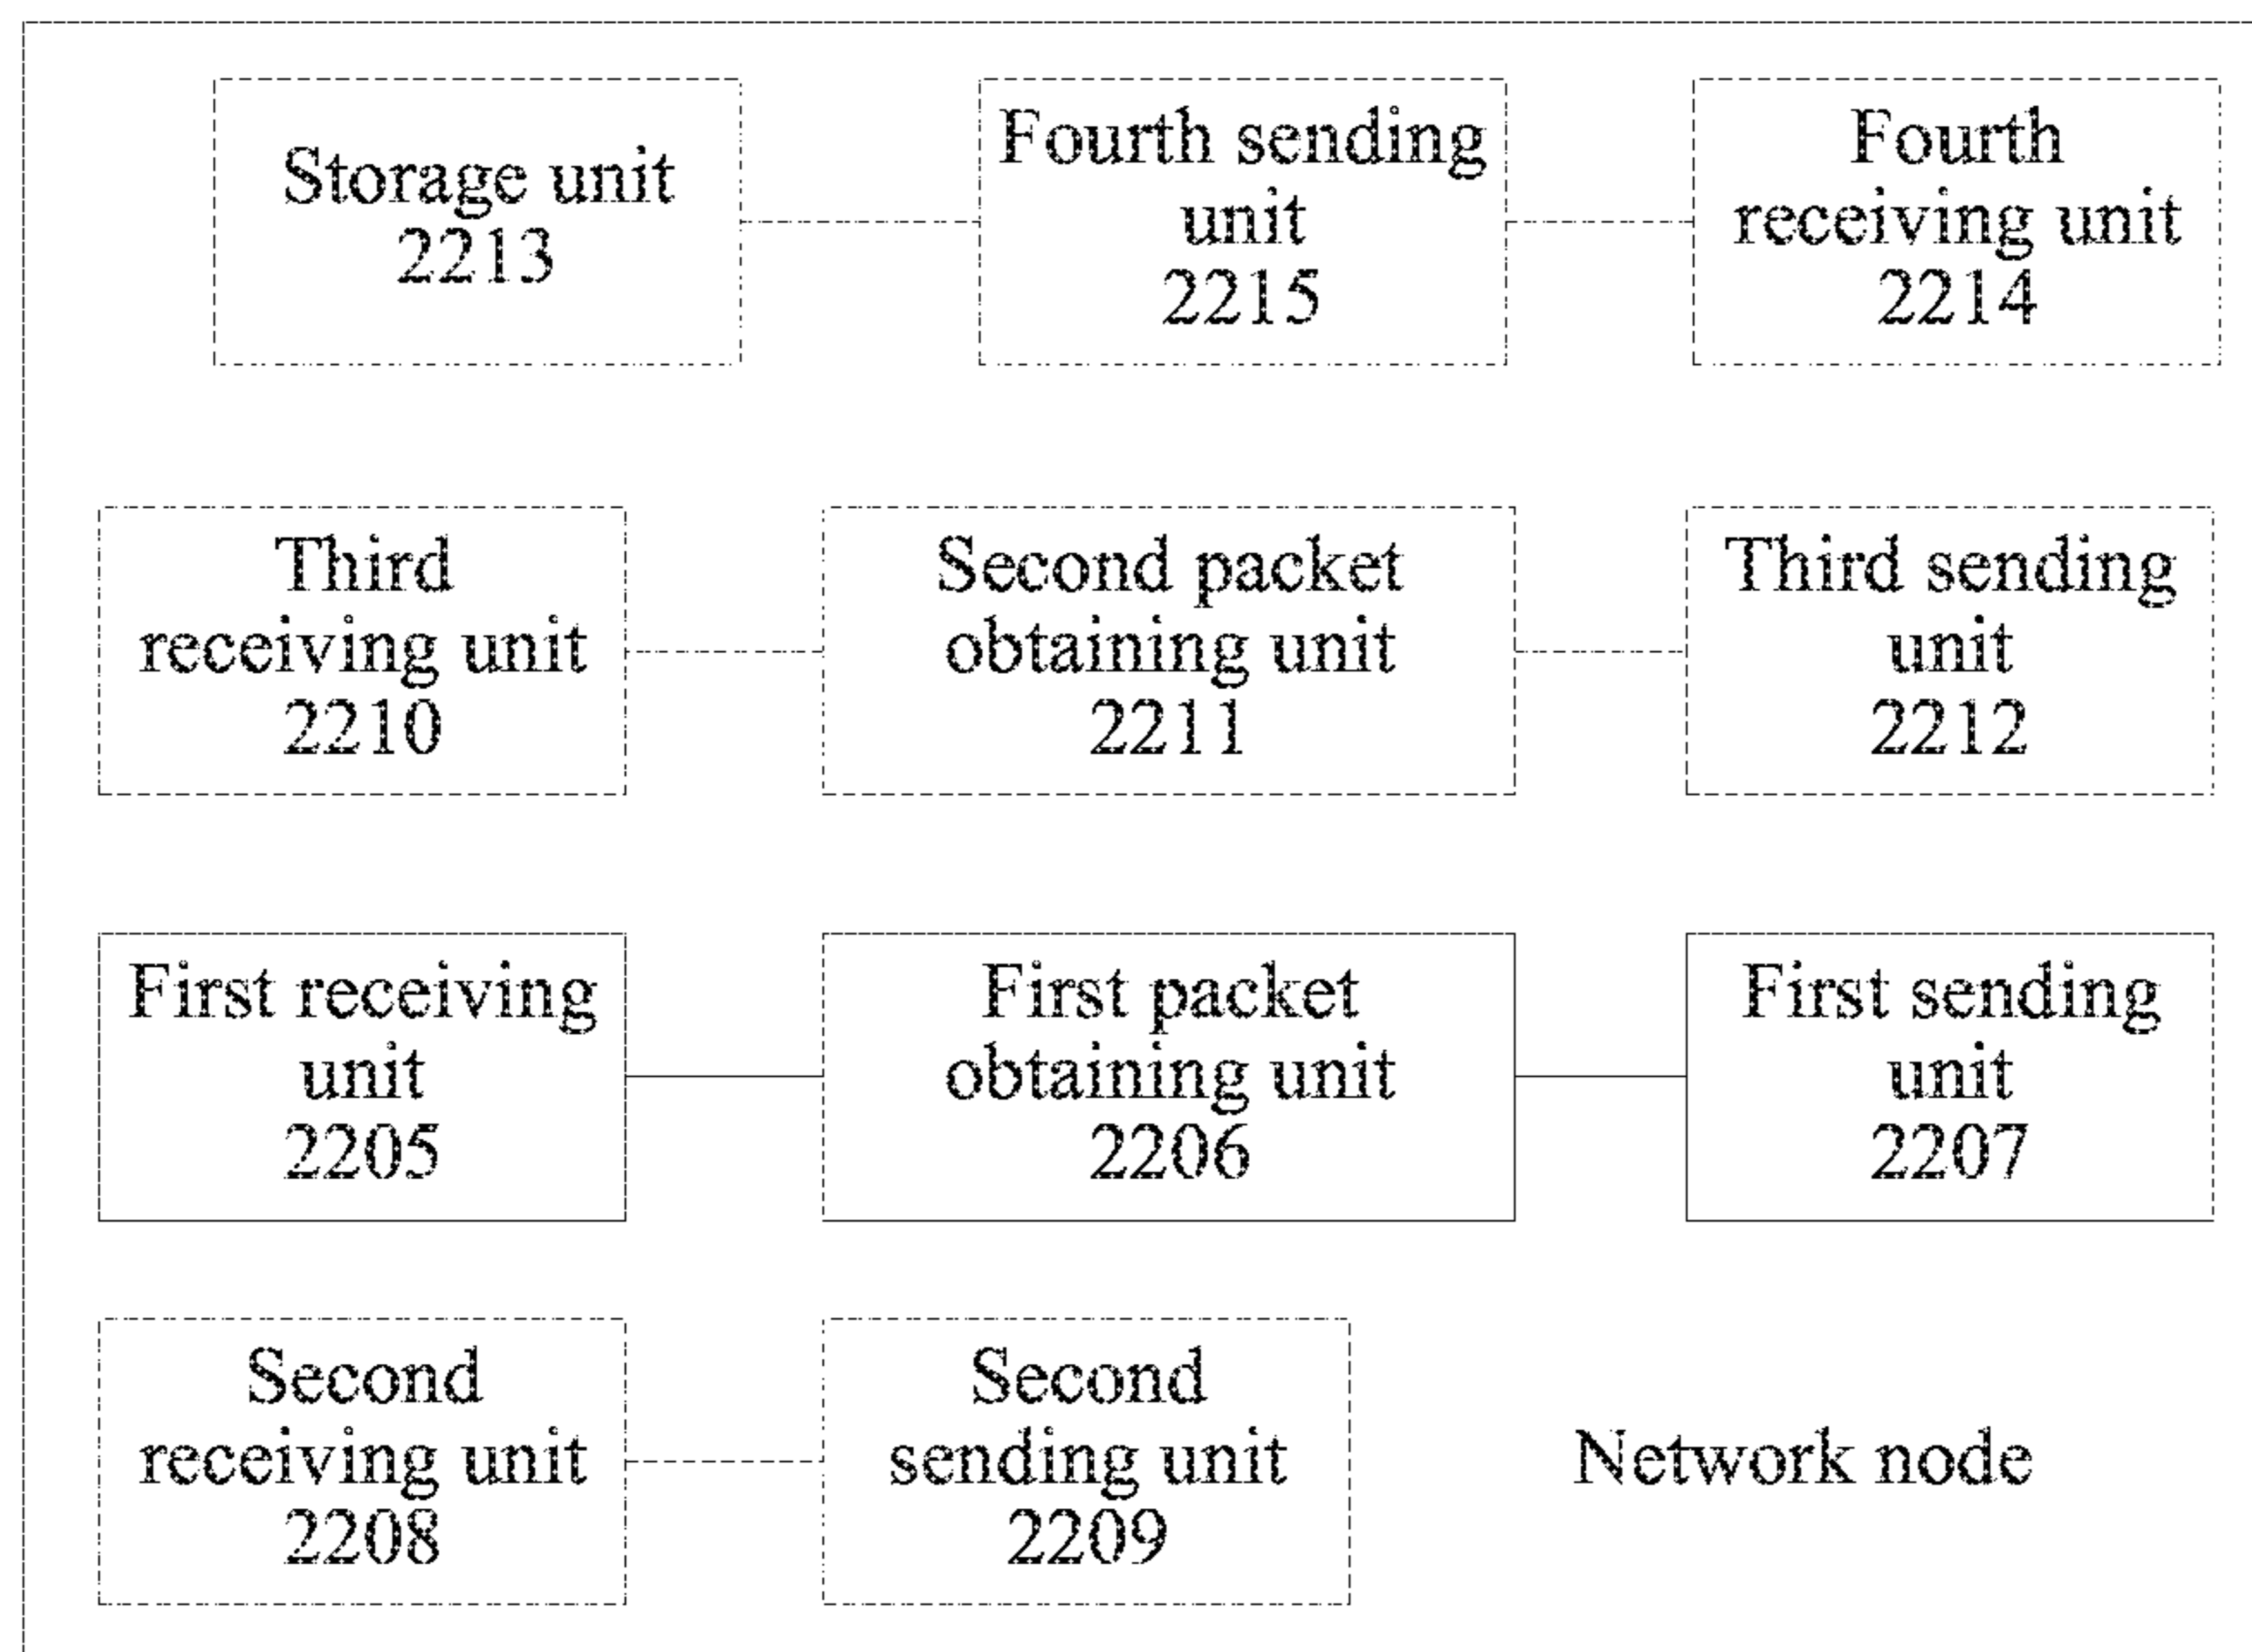 Storage unit
2213
Fourth sending
unit
2215
Fourth
receiving unit
2214
Third
receiving unit
2210
Second packet
obtaining unit
2211
Third sending
unit
2212
First receiving
unit
2205
First packet
obtaining unit
2206
First sending
unit
2207
Second
receiving unit
2208
Second
sending unit
2209
Network node